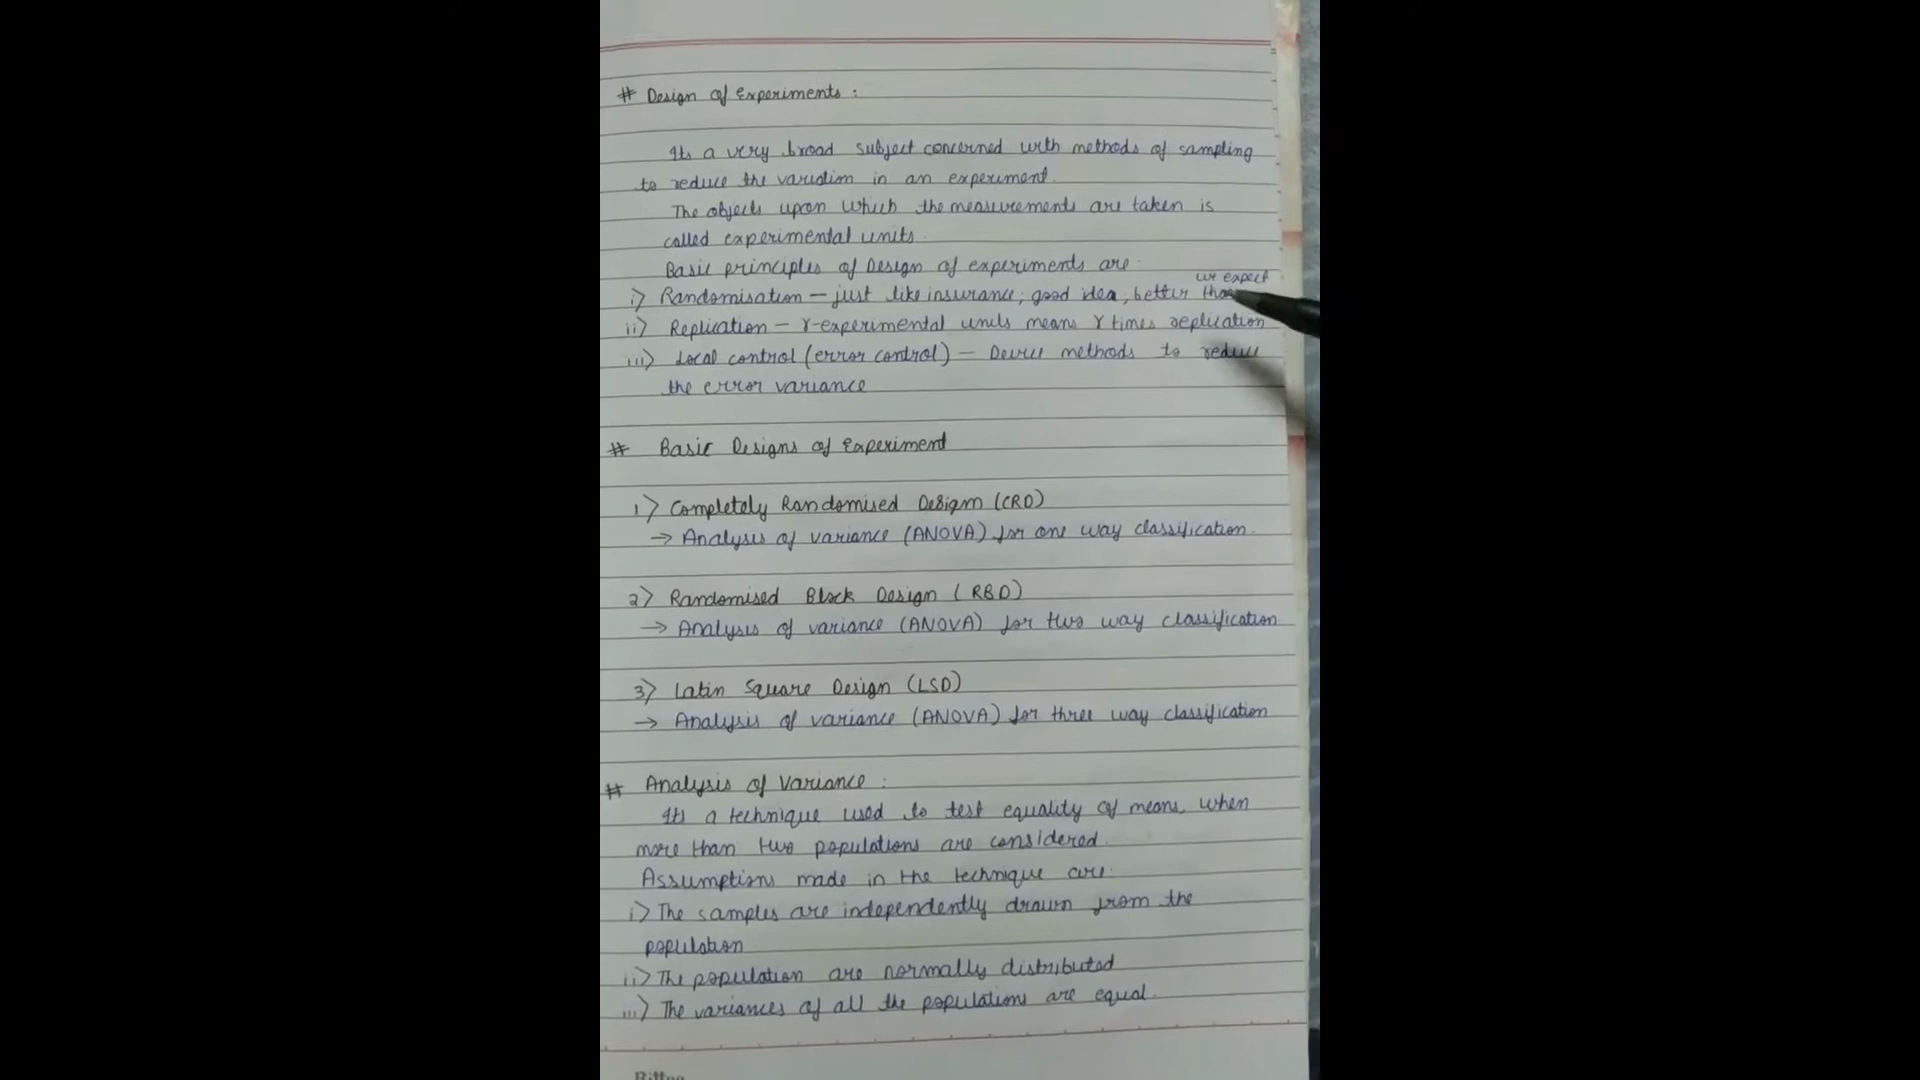 # Design of Experiments :
Its a very broad subject concerned with methods of sampling
to reduce the variation in an experiment.
The objects upon which the measurements are taken is
called experimental units.
Basic principles of Design of experiments are:
we expect
i) Randomisation - just like insurance, good idea, better than
ii) Replication - r-experimental units means r times replication
iii) Local control (error control) - Devise methods to reduce
the error variance
# Basic Designs of Experiment
1) Completely Randomised Design (CRD)
→ Analysis of variance (ANOVA) for one way classification.
2) Randomised Block Design (RBD)
→ Analysis of variance (ANOVA) for two way classification
3) Latin Square Design (LSD)
→ Analysis of variance (ANOVA) for three way classification
# Analysis of Variance :
Its a technique used to test equality of means, when
more than two populations are considered.
Assumptions made in the technique are:
i) The samples are independently drawn from the
population
ii) The population are normally distributed
iii) The variances of all the populations are equal.